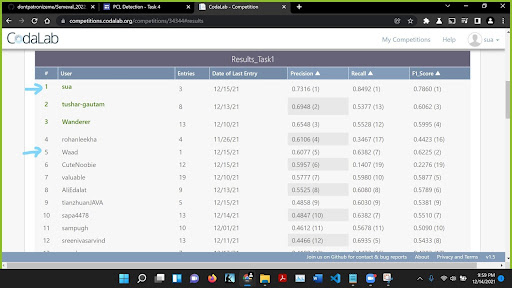 dontpatronizeme/Semeval_202
PCL Detection - Task 4
CodaLab - Competition
competitions.codalab.org/competitions/34344#results
CodaLab
My Competitions Help sua
Results_Task1
# User Entries Date of Last Entry Precision Recall F1_Score
1 sua 3 12/15/21 0.7316 (1) 0.8492 (1) 0.7860 (1)
2 tushar-gautam 8 12/13/21 0.6948 (2) 0.5377 (13) 0.6062 (3)
3 Wanderer 13 12/10/21 0.6548 (3) 0.5528 (12) 0.5995 (4)
4 rohanleekha 4 11/26/21 0.6106 (4) 0.3467 (17) 0.4423 (16)
5 Waad 1 12/15/21 0.6077 (5) 0.6382 (7) 0.6225 (2)
6 CuteNoobie 12 12/15/21 0.5957 (6) 0.1407 (19) 0.2276 (19)
7 valuable 19 12/10/21 0.5777 (7) 0.5980 (10) 0.5877 (5)
8 AliEdalat 9 12/13/21 0.5525 (8) 0.6080 (8) 0.5789 (6)
9 tianzhuanJAVA 5 12/15/21 0.4858 (9) 0.6030 (9) 0.5381 (9)
10 sapa4478 13 12/14/21 0.4847 (10) 0.6382 (7) 0.5510 (7)
11 sampugh 10 12/01/21 0.4612 (11) 0.5678 (11) 0.5090 (10)
12 sreenivasarvind 13 12/13/21 0.4466 (12) 0.6935 (5) 0.5433 (8)
Join us on Github for contact & bug reports About Privacy and Terms v1.5
9:59 PM
12/14/2021